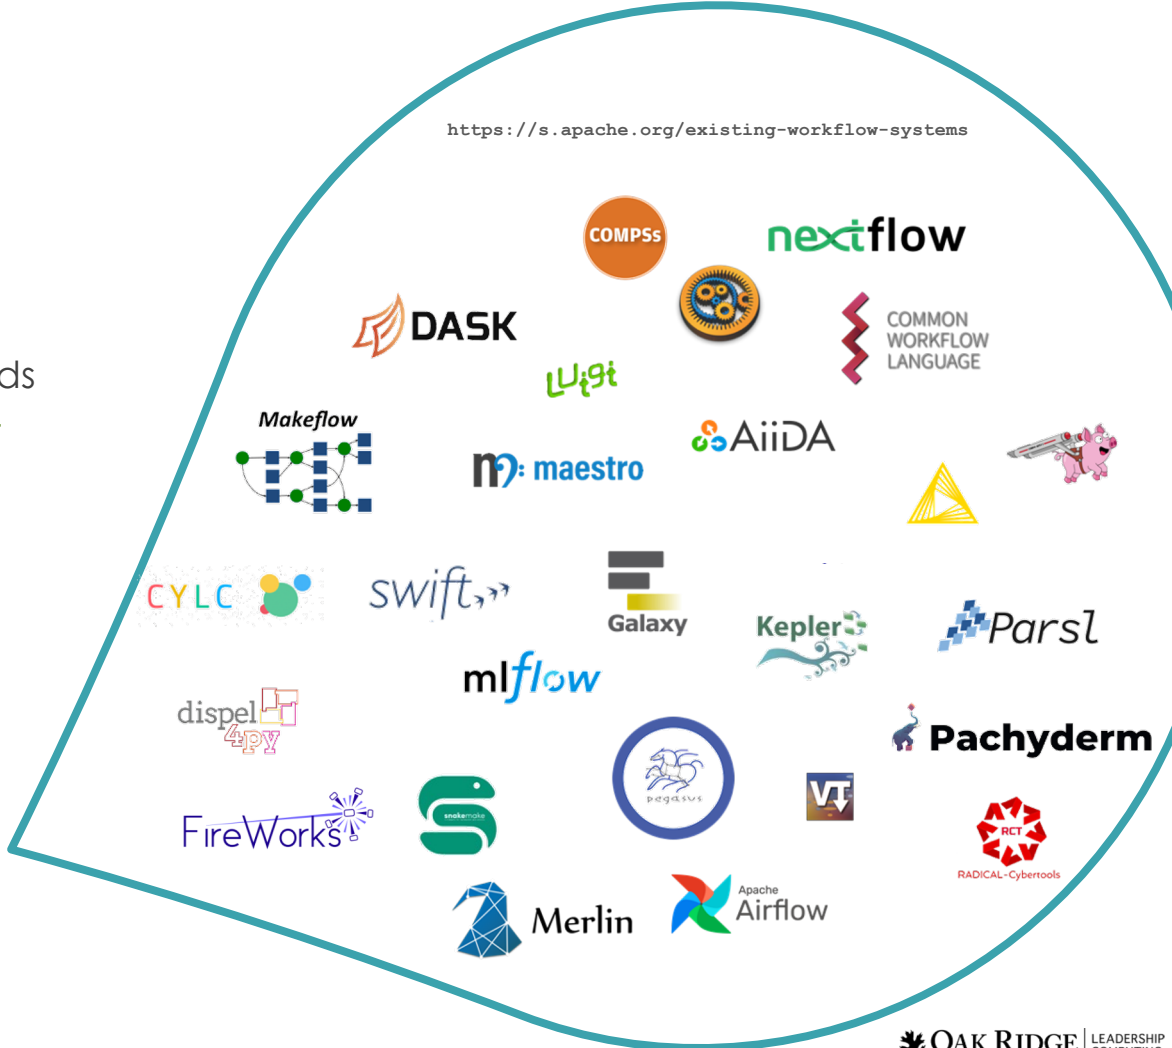 https://s.apache.org/existing-workflow-systems
COMPSs
nextflow
DASK
COMMON
WORKFLOW
LANGUAGE
Luigi
ds
Makeflow
AiiDA
maestro
CYLC
swift
Galaxy
Kepler
Parsl
mlflow
dispel
4py
Pachyderm
pegasus
VT
FireWorks
snakemake
RCT
RADICAL-Cybertools
Merlin
Apache
Airflow
OAK RIDGE
LEADERSHIP
COMPUTING